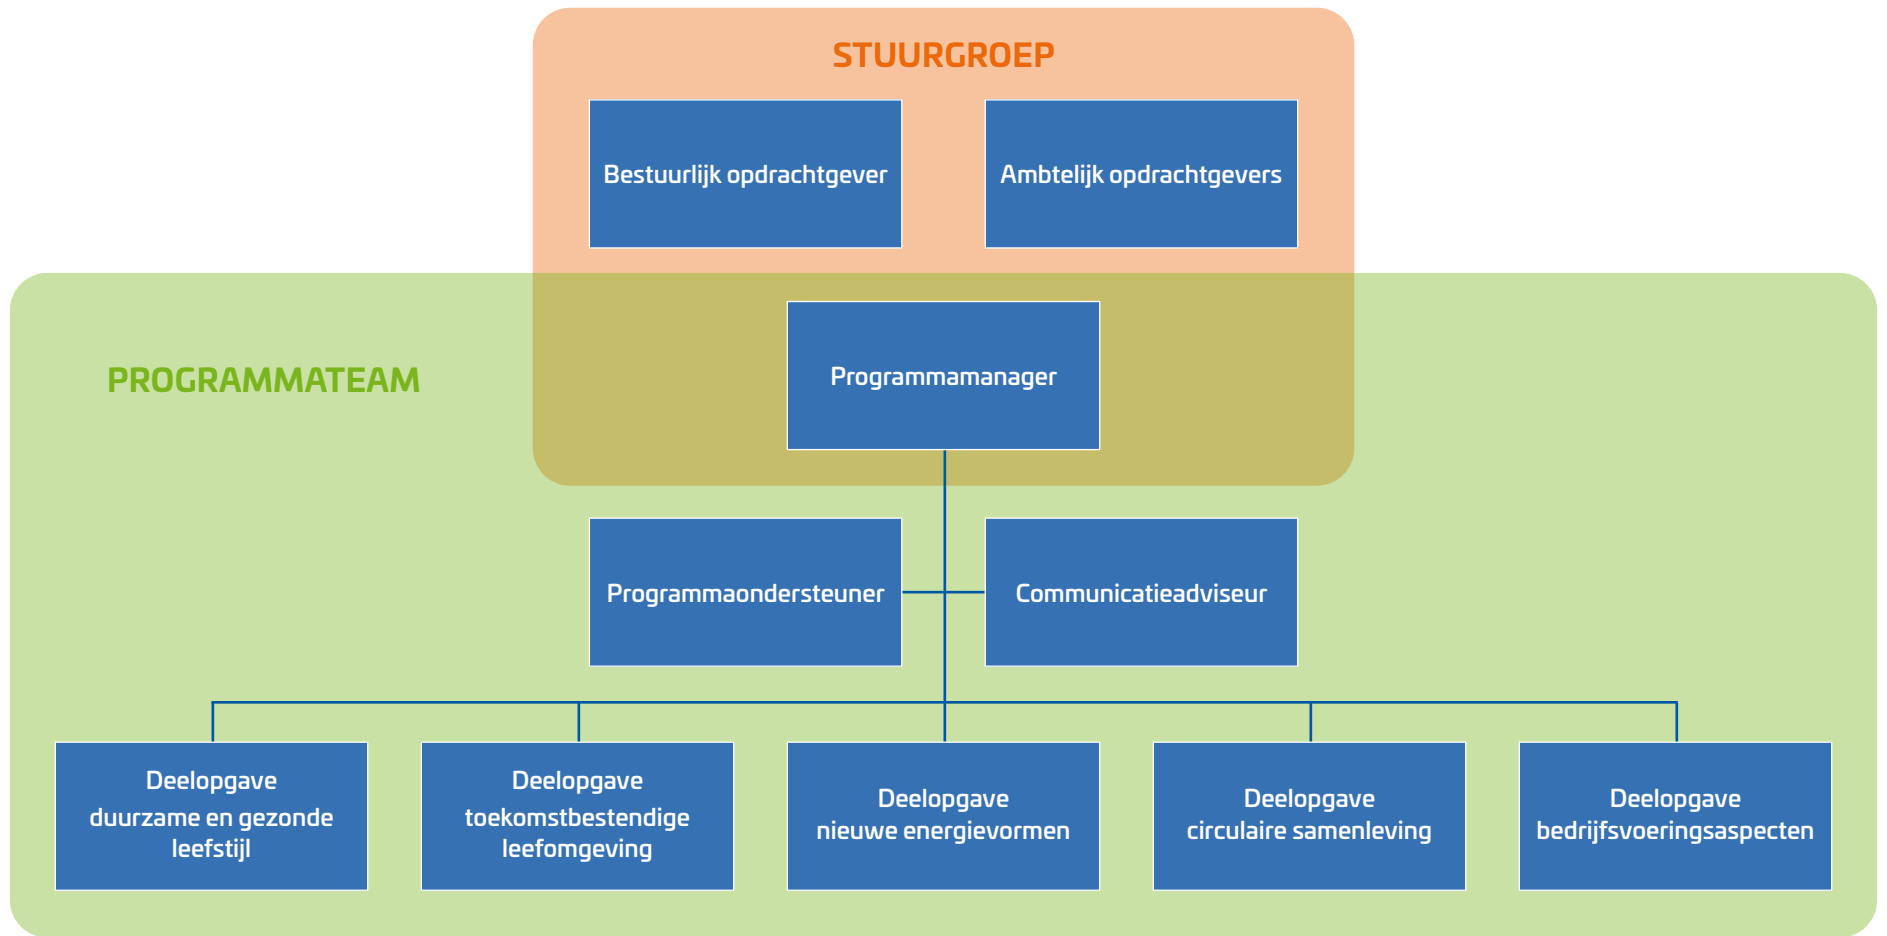 STUURGROEP
Bestuurlijk opdrachtgever
Ambtelijk opdrachtgevers
PROGRAMMATEAM
Programmamanager
Programmaondersteuner
Communicatieadviseur
Deelopgave
duurzame en gezonde
leefstijl
Deelopgave
toekomstbestendige
leefomgeving
Deelopgave
nieuwe energievormen
Deelopgave
circulaire samenleving
Deelopgave
bedrijfsvoeringsaspecten